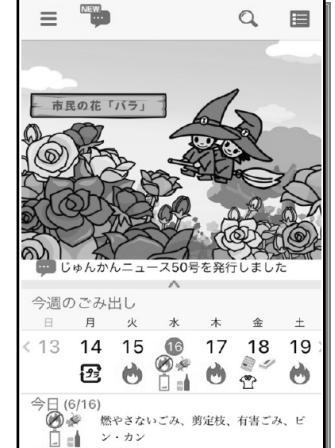 NEW
市民の花「バラ」
じゅんかんニュース50号を発行しました
今週のごみ出し
日 月 火 水 木 金 土
13 14 15 16 17 18 19
プラ
今日 (6/16)
燃やさないごみ、剪定枝、有害ごみ、ビ
ン・カン